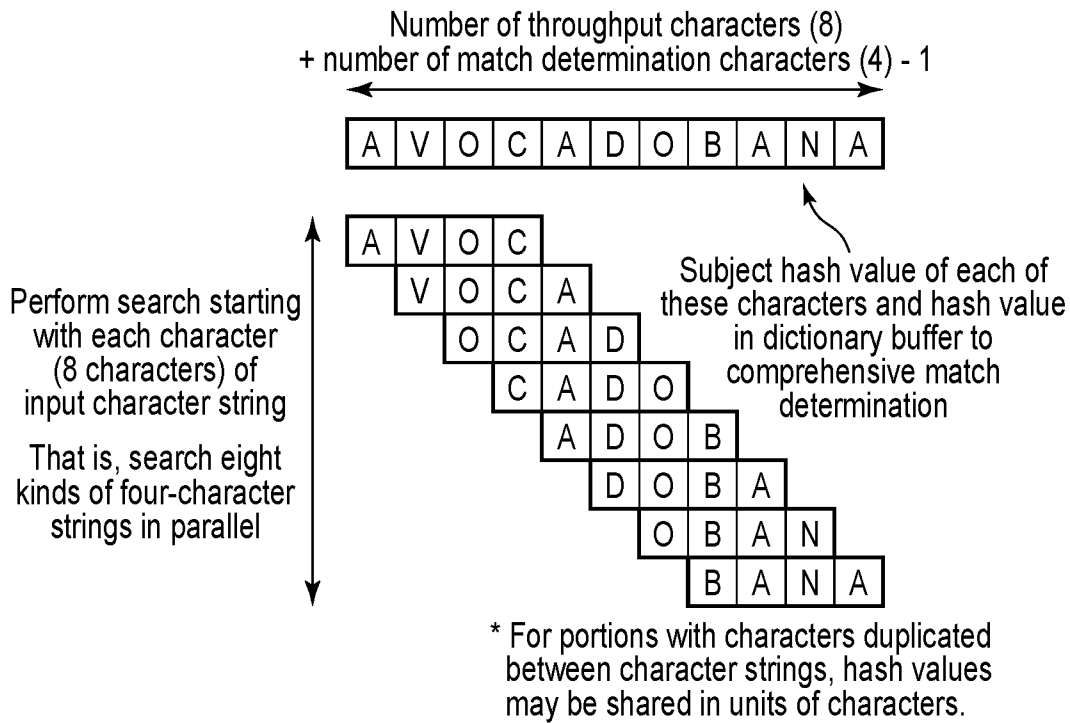 Number of throughput characters (8)
+ number of match determination characters (4) - 1
A V O C A D O B A N A
A V O C
V O C A
O C A D
C A D O
A D O B
D O B A
O B A N
B A N A
Perform search starting
with each character
(8 characters) of
input character string
That is, search eight
kinds of four-character
strings in parallel
Subject hash value of each of
these characters and hash value
in dictionary buffer to
comprehensive match
determination
* For portions with characters duplicated
between character strings, hash values
may be shared in units of characters.